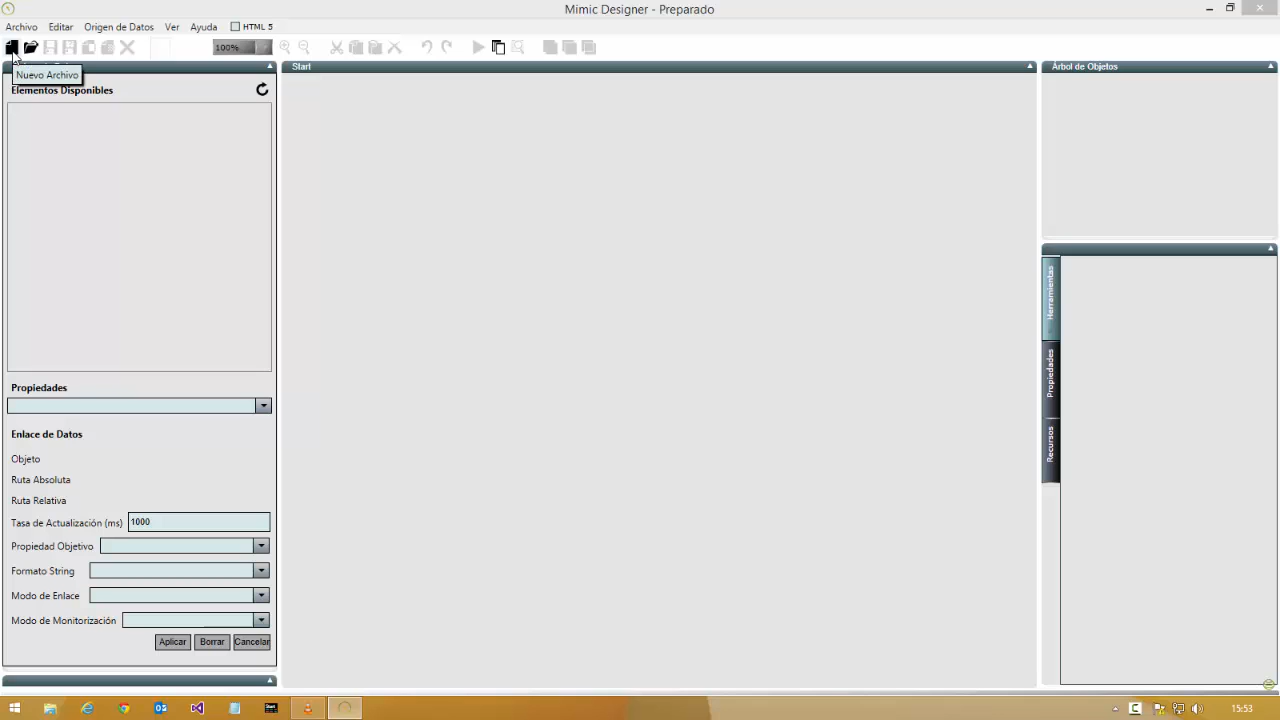 Mimic Designer - Preparado
Archivo Editar Origen de Datos Ver Ayuda HTML 5
100%
Nuevo Archivo
Start
Árbol de Objetos
Elementos Disponibles
Herramientas
Propiedades
Recursos
Propiedades
Enlace de Datos
Objeto
Ruta Absoluta
Ruta Relativa
Tasa de Actualización (ms) 1000
Propiedad Objetivo
Formato String
Modo de Enlace
Modo de Monitorización
Aplicar Borrar Cancelar
Start
15:53